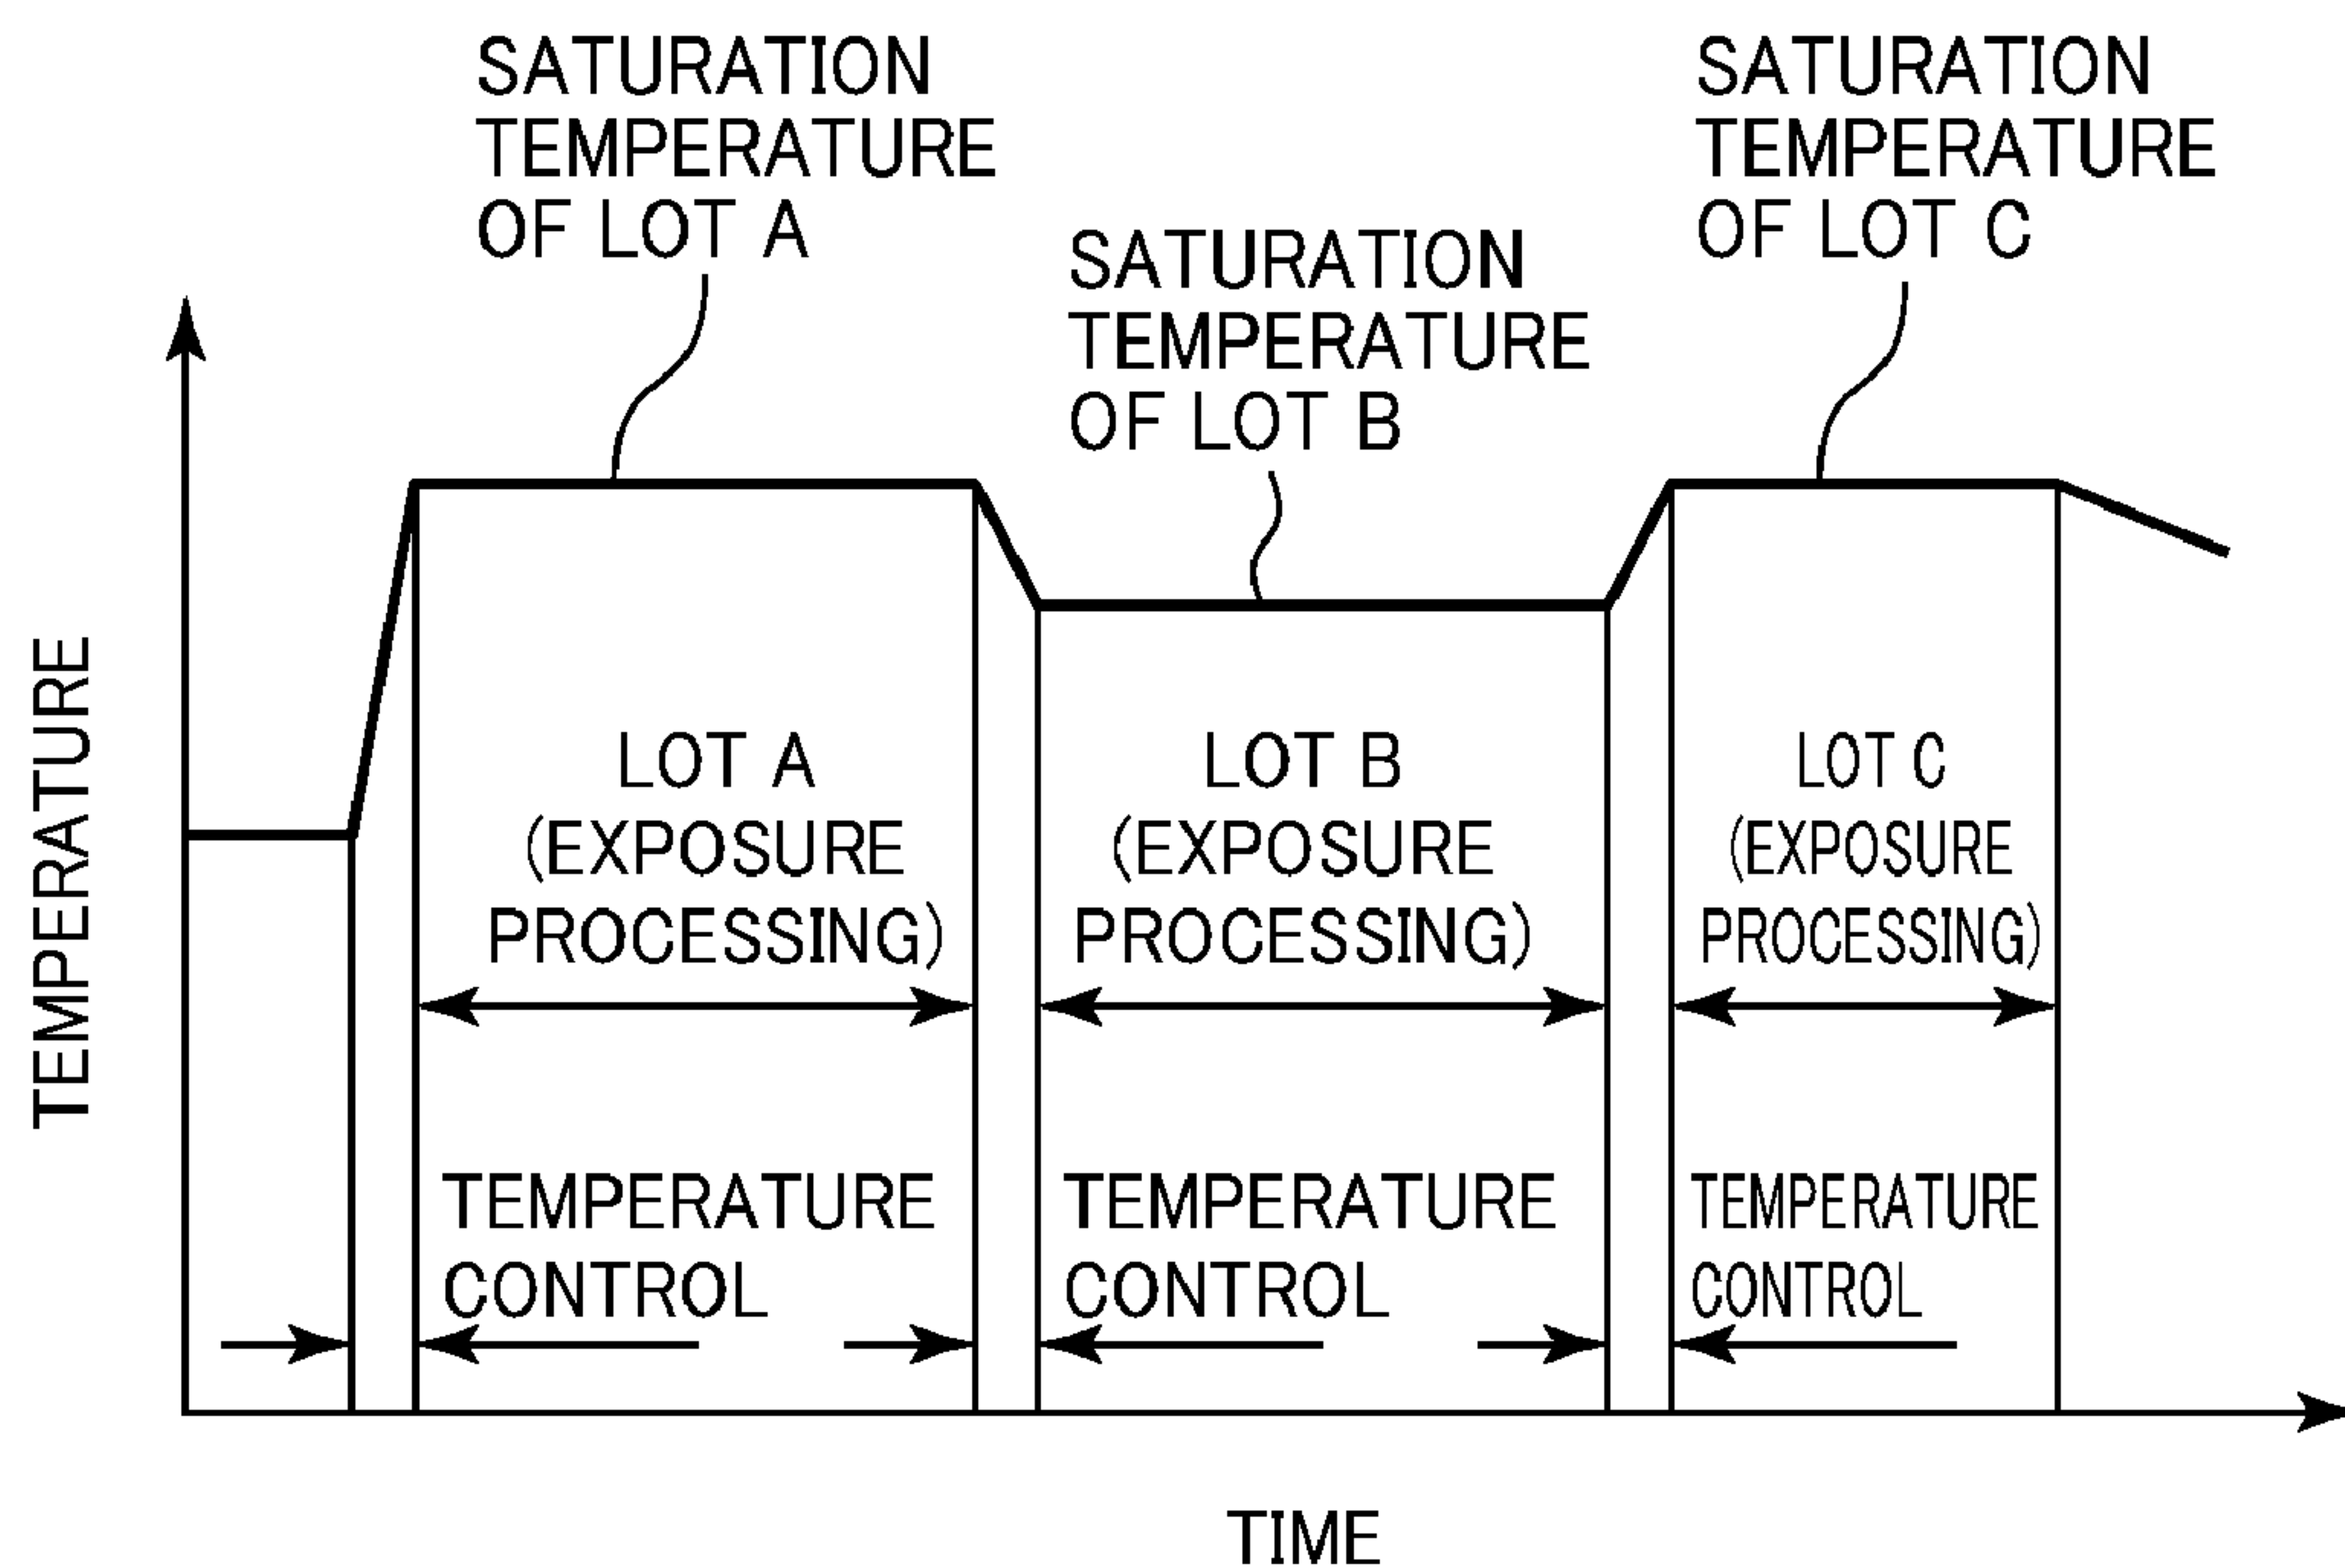 SATURATION
TEMPERATURE
OF LOT A
SATURATION
TEMPERATURE
OF LOT B
SATURATION
TEMPERATURE
OF LOT C
TEMPERATURE
LOT A
(EXPOSURE
PROCESSING)
LOT B
(EXPOSURE
PROCESSING)
LOT C
(EXPOSURE
PROCESSING)
TEMPERATURE
CONTROL
TEMPERATURE
CONTROL
TEMPERATURE
CONTROL
TIME